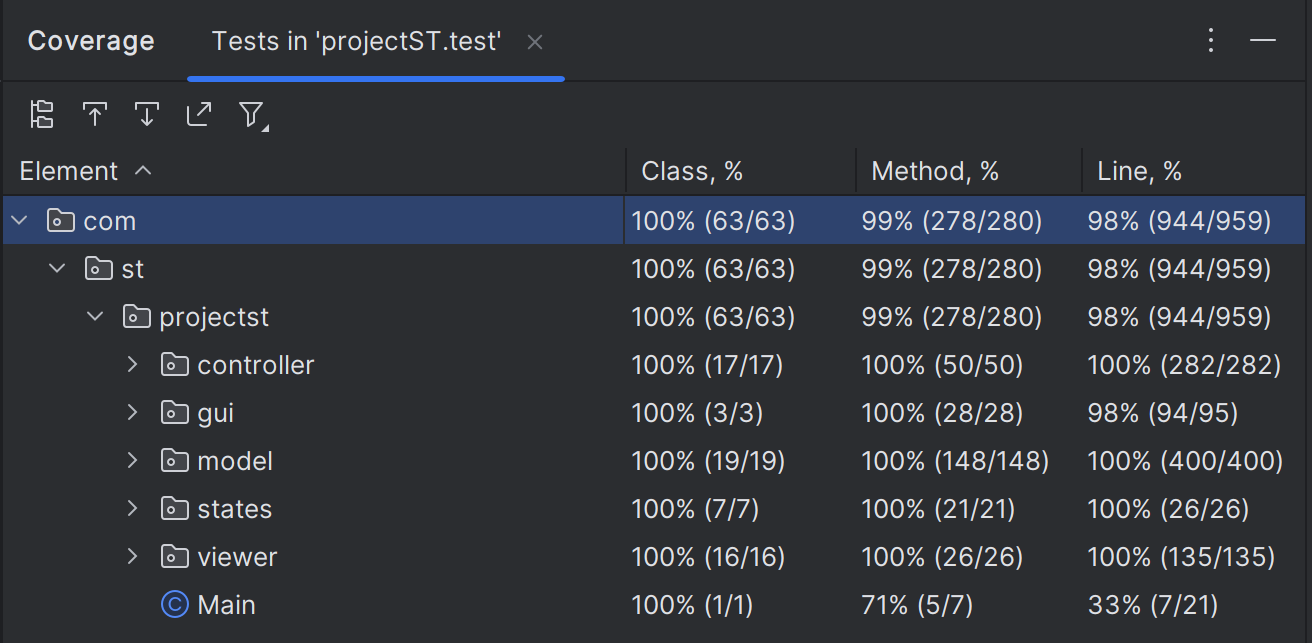 Coverage Tests in 'projectST.test'
Element Class, % Method, % Line, %
com 100% (63/63) 99% (278/280) 98% (944/959)
st 100% (63/63) 99% (278/280) 98% (944/959)
projectst 100% (63/63) 99% (278/280) 98% (944/959)
controller 100% (17/17) 100% (50/50) 100% (282/282)
gui 100% (3/3) 100% (28/28) 98% (94/95)
model 100% (19/19) 100% (148/148) 100% (400/400)
states 100% (7/7) 100% (21/21) 100% (26/26)
viewer 100% (16/16) 100% (26/26) 100% (135/135)
C Main 100% (1/1) 71% (5/7) 33% (7/21)